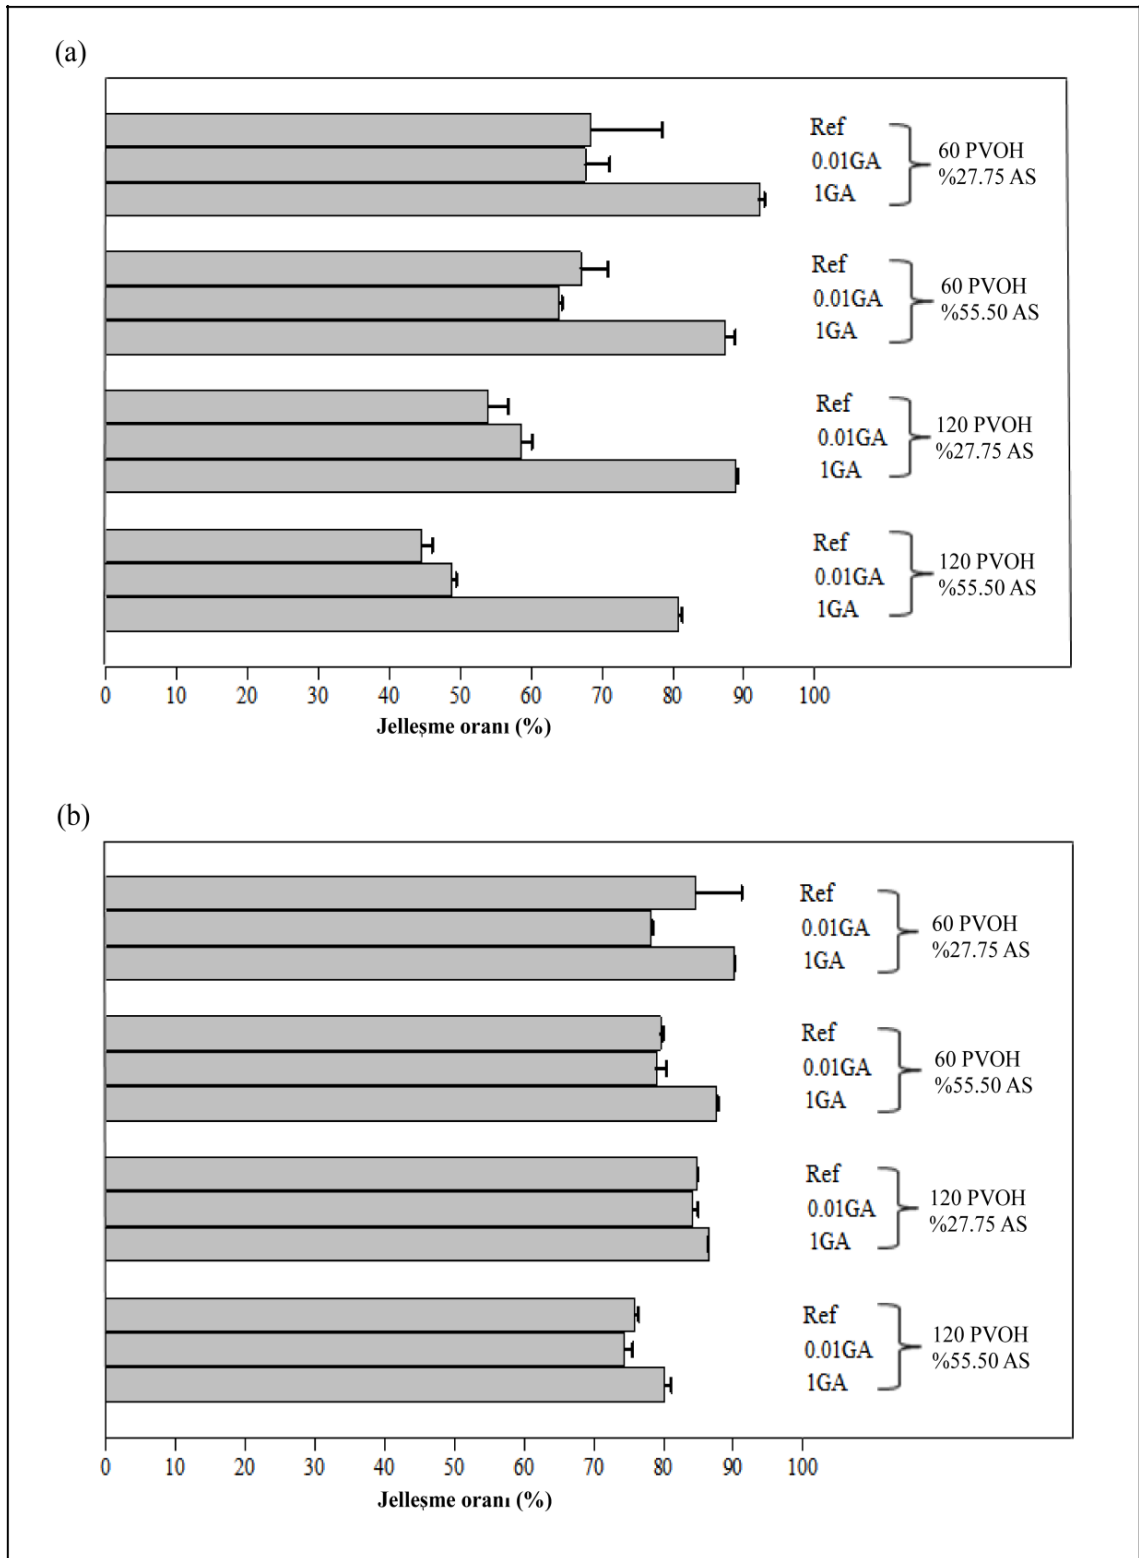 (a)
Ref
0.01GA
1GA
60 PVOH
%27.75 AS
Ref
0.01GA
1GA
60 PVOH
%55.50 AS
Ref
0.01GA
1GA
120 PVOH
%27.75 AS
Ref
0.01GA
1GA
120 PVOH
%55.50 AS
0 10 20 30 40 50 60 70 80 90 100
Jelleşme oranı (%)
(b)
Ref
0.01GA
1GA
60 PVOH
%27.75 AS
Ref
0.01GA
1GA
60 PVOH
%55.50 AS
Ref
0.01GA
1GA
120 PVOH
%27.75 AS
Ref
0.01GA
1GA
120 PVOH
%55.50 AS
0 10 20 30 40 50 60 70 80 90 100
Jelleşme oranı (%)